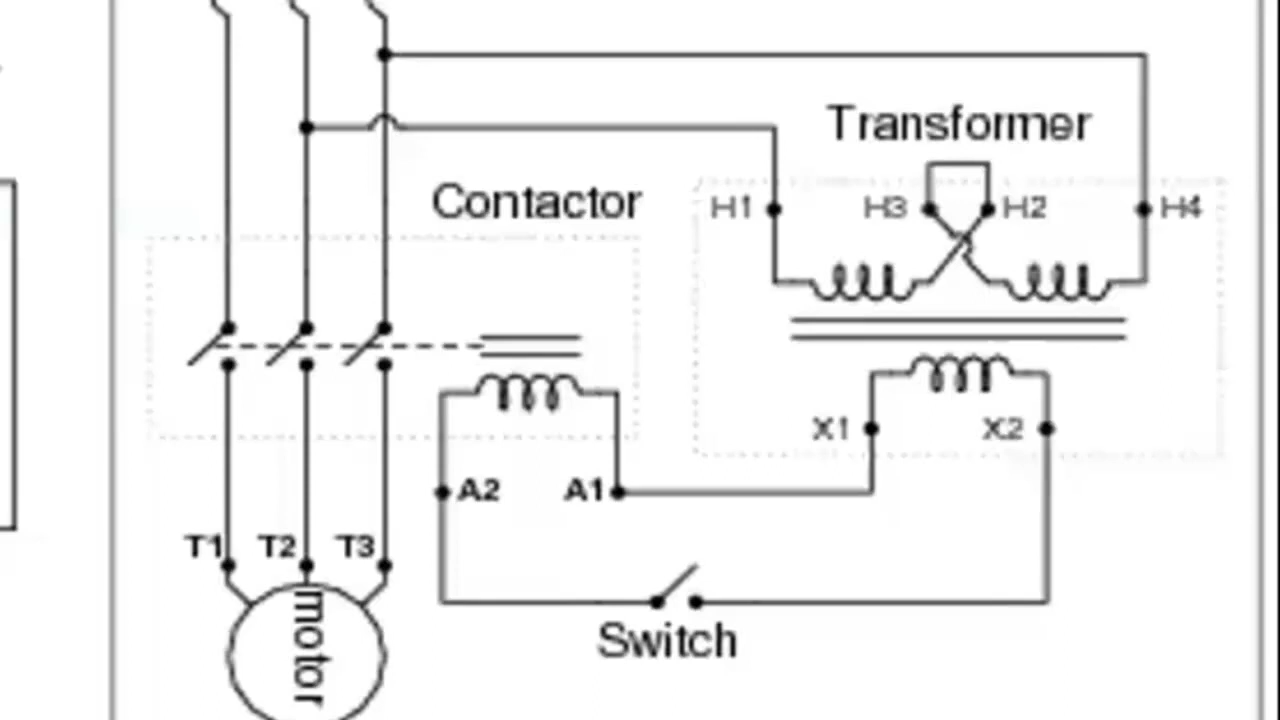 Transformer
Contactor
H1
H3
H2
H4
X1
X2
A2
A1
T1
T2
T3
motor
Switch